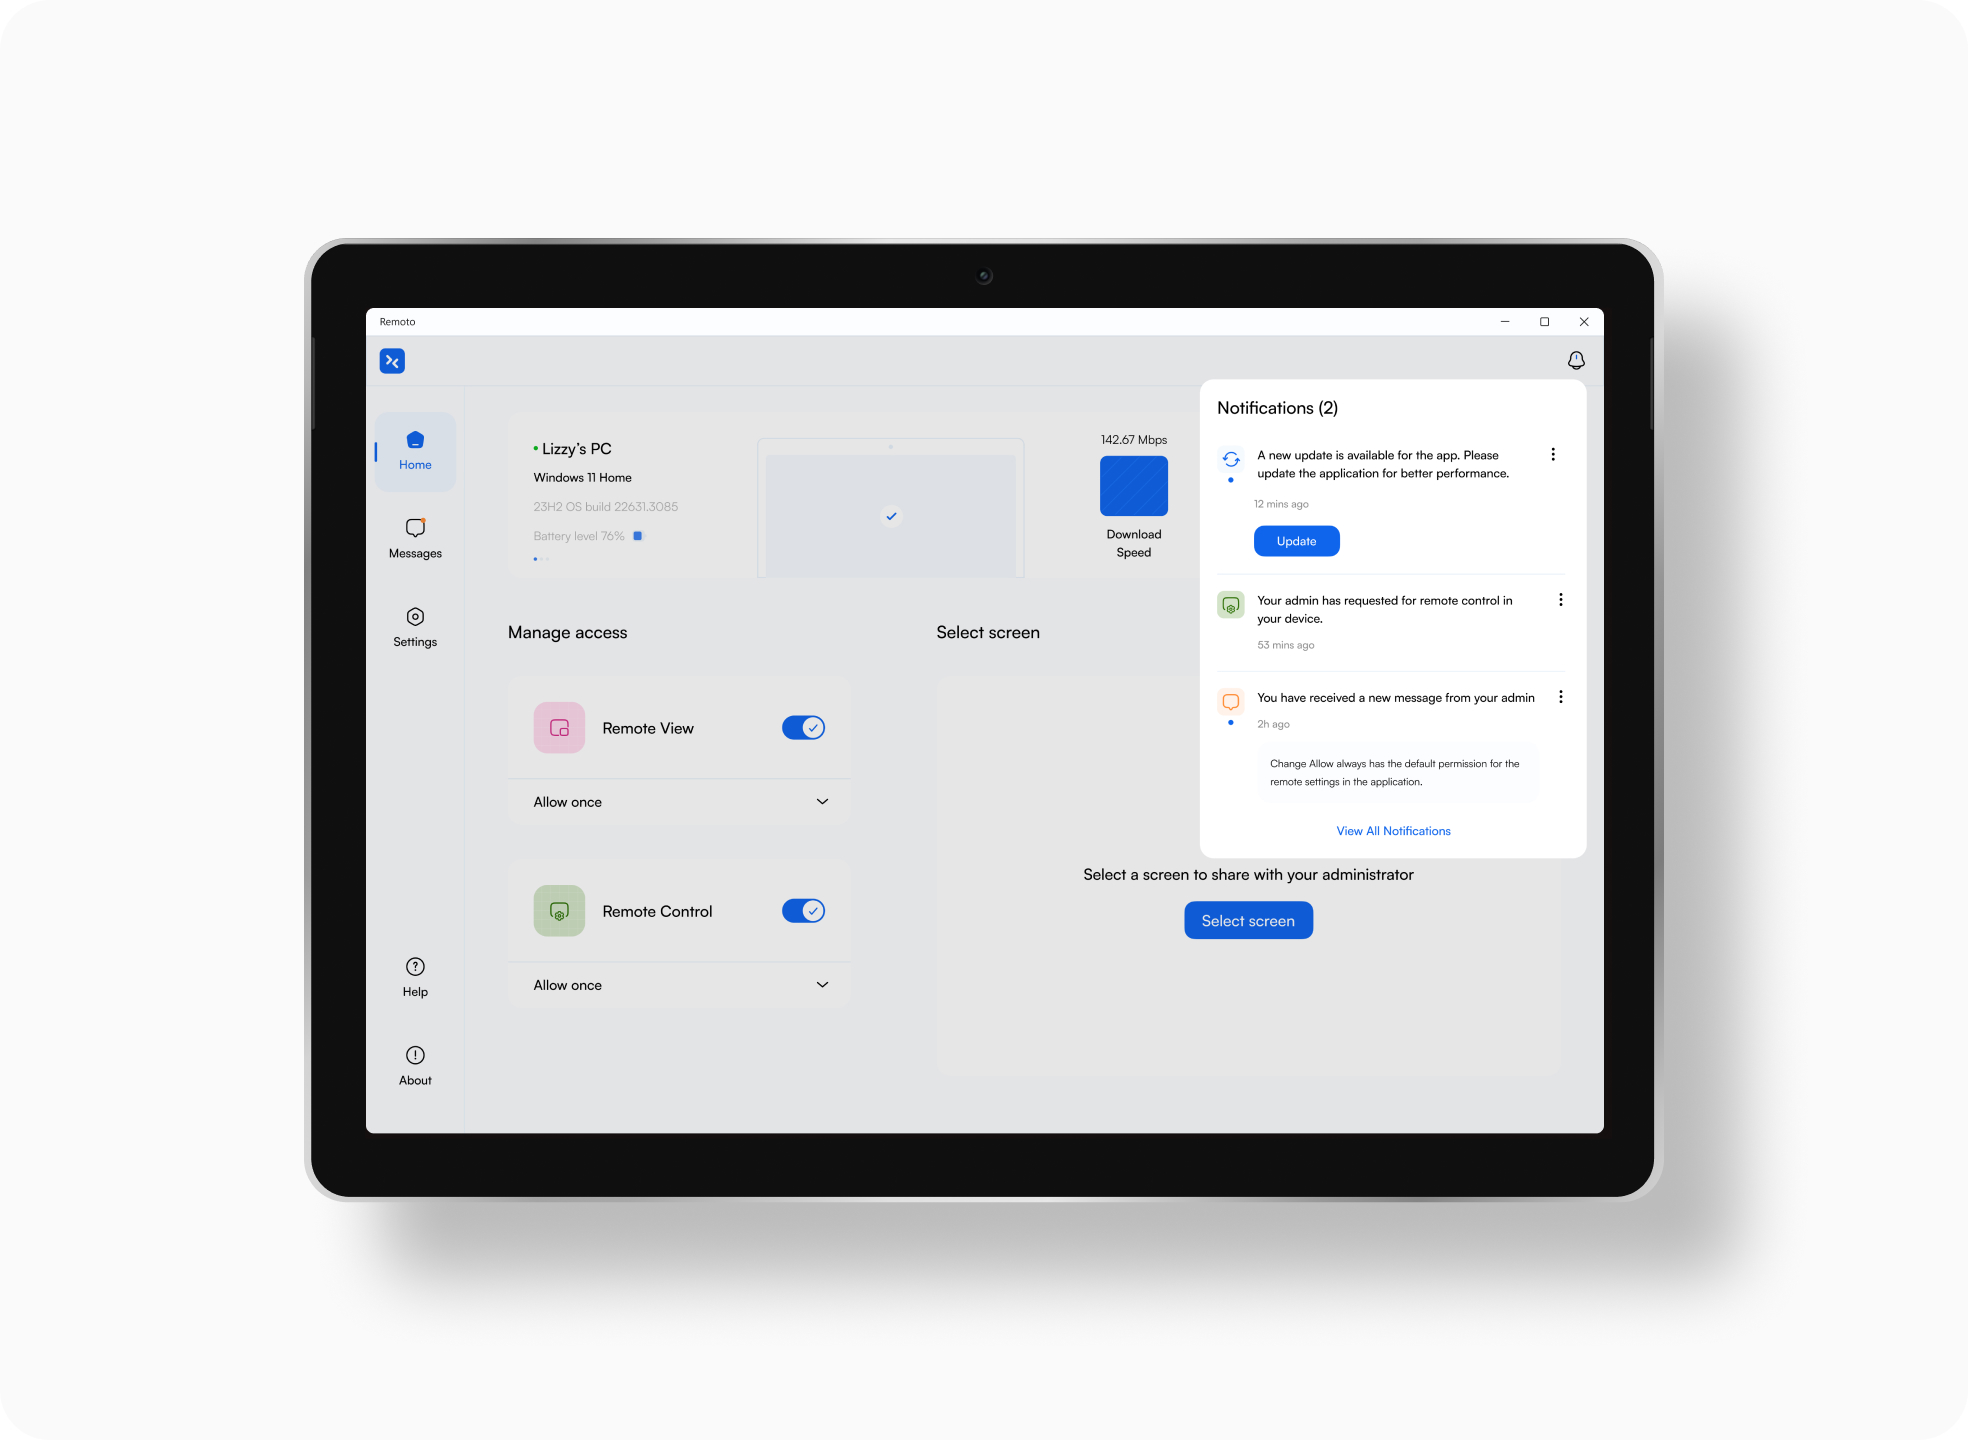 Remoto
Home
Messages
Settings
Help
About
Lizzy's PC
Windows 11 Home
23H2 OS build 22631.3085
Battery level 76%
142.67 Mbps
Download
Speed
Manage access
Remote View
Allow once
Remote Control
Allow once
Select screen
Select a screen to share with your administrator
Select screen
Notifications (2)
A new update is available for the app. Please
update the application for better performance.
12 mins ago
Update
Your admin has requested for remote control in
your device.
53 mins ago
You have received a new message from your admin
2h ago
Change Allow always has the default permission for the
remote settings in the application.
View All Notifications